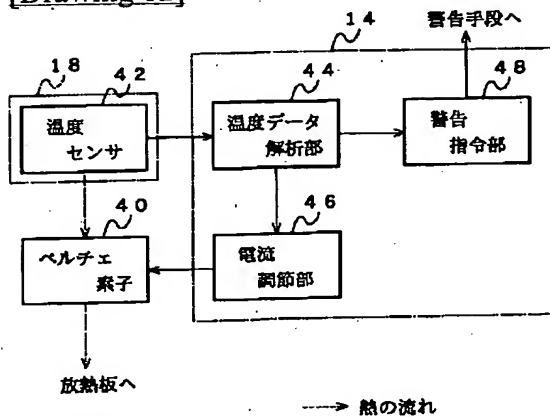 警告手段へ
14
18
42
44
48
温度
センサ
温度データ
解析部
警告
指令部
40
46
ペルチェ
素子
電流
調節部
放熱板へ
熱の流れ